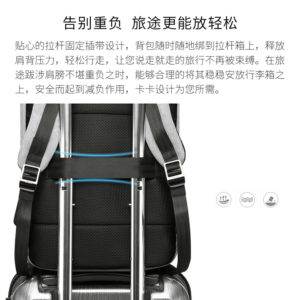 告别重负 旅途更能放轻松
贴心的拉杆固定插带设计，背包随时随地绑到拉杆箱上，释放
肩背压力，轻松行走，让您说走就走的旅行不再被束缚。在旅
途跋涉肩膀不堪重负之时，能够合理的将其稳稳安放行李箱之
上，安全而起到减负作用，卡卡设计为您所需。